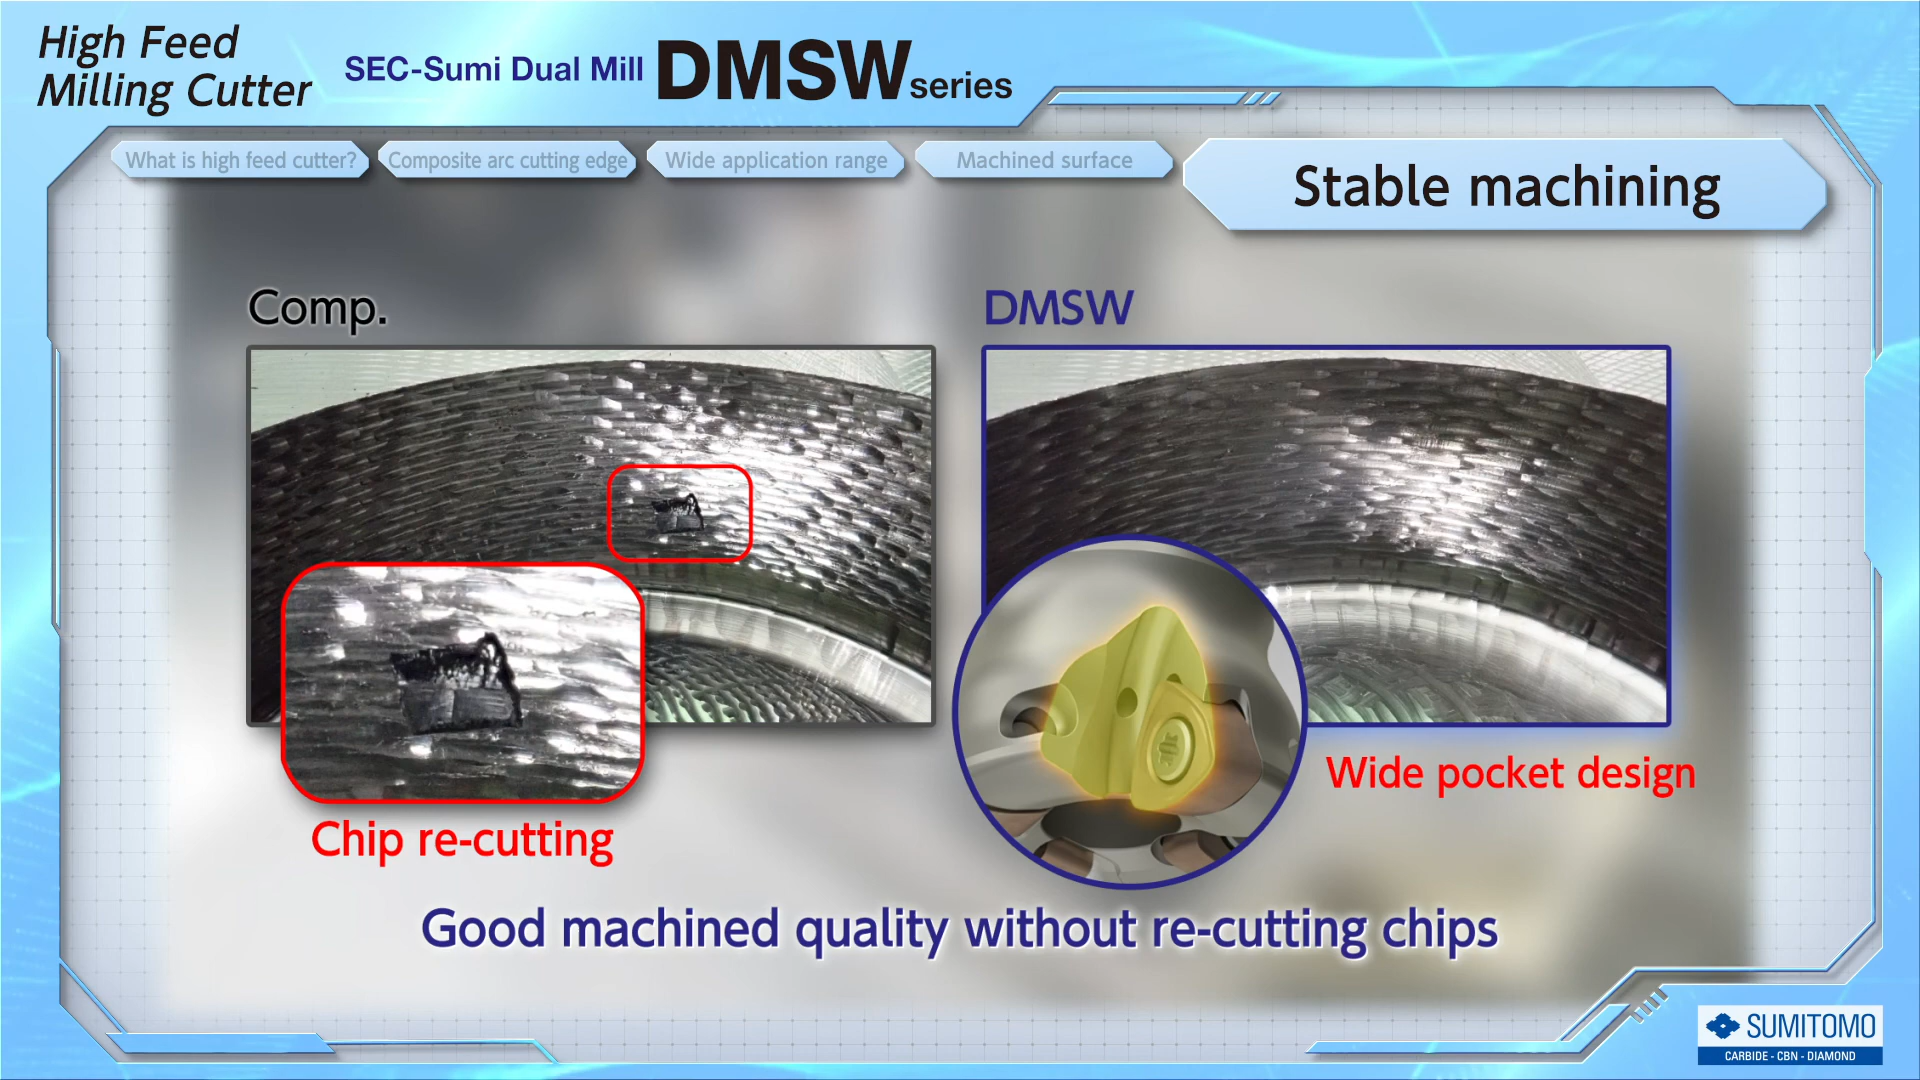 High Feed
Milling Cutter
SEC-Sumi Dual Mill DMSW series
What is high feed cutter?
Composite arc cutting edge
Wide application range
Machined surface
Stable machining
Comp.
DMSW
Wide pocket design
Chip re-cutting
Good machined quality without re-cutting chips
SUMITOMO
CARBIDE - CBN - DIAMOND